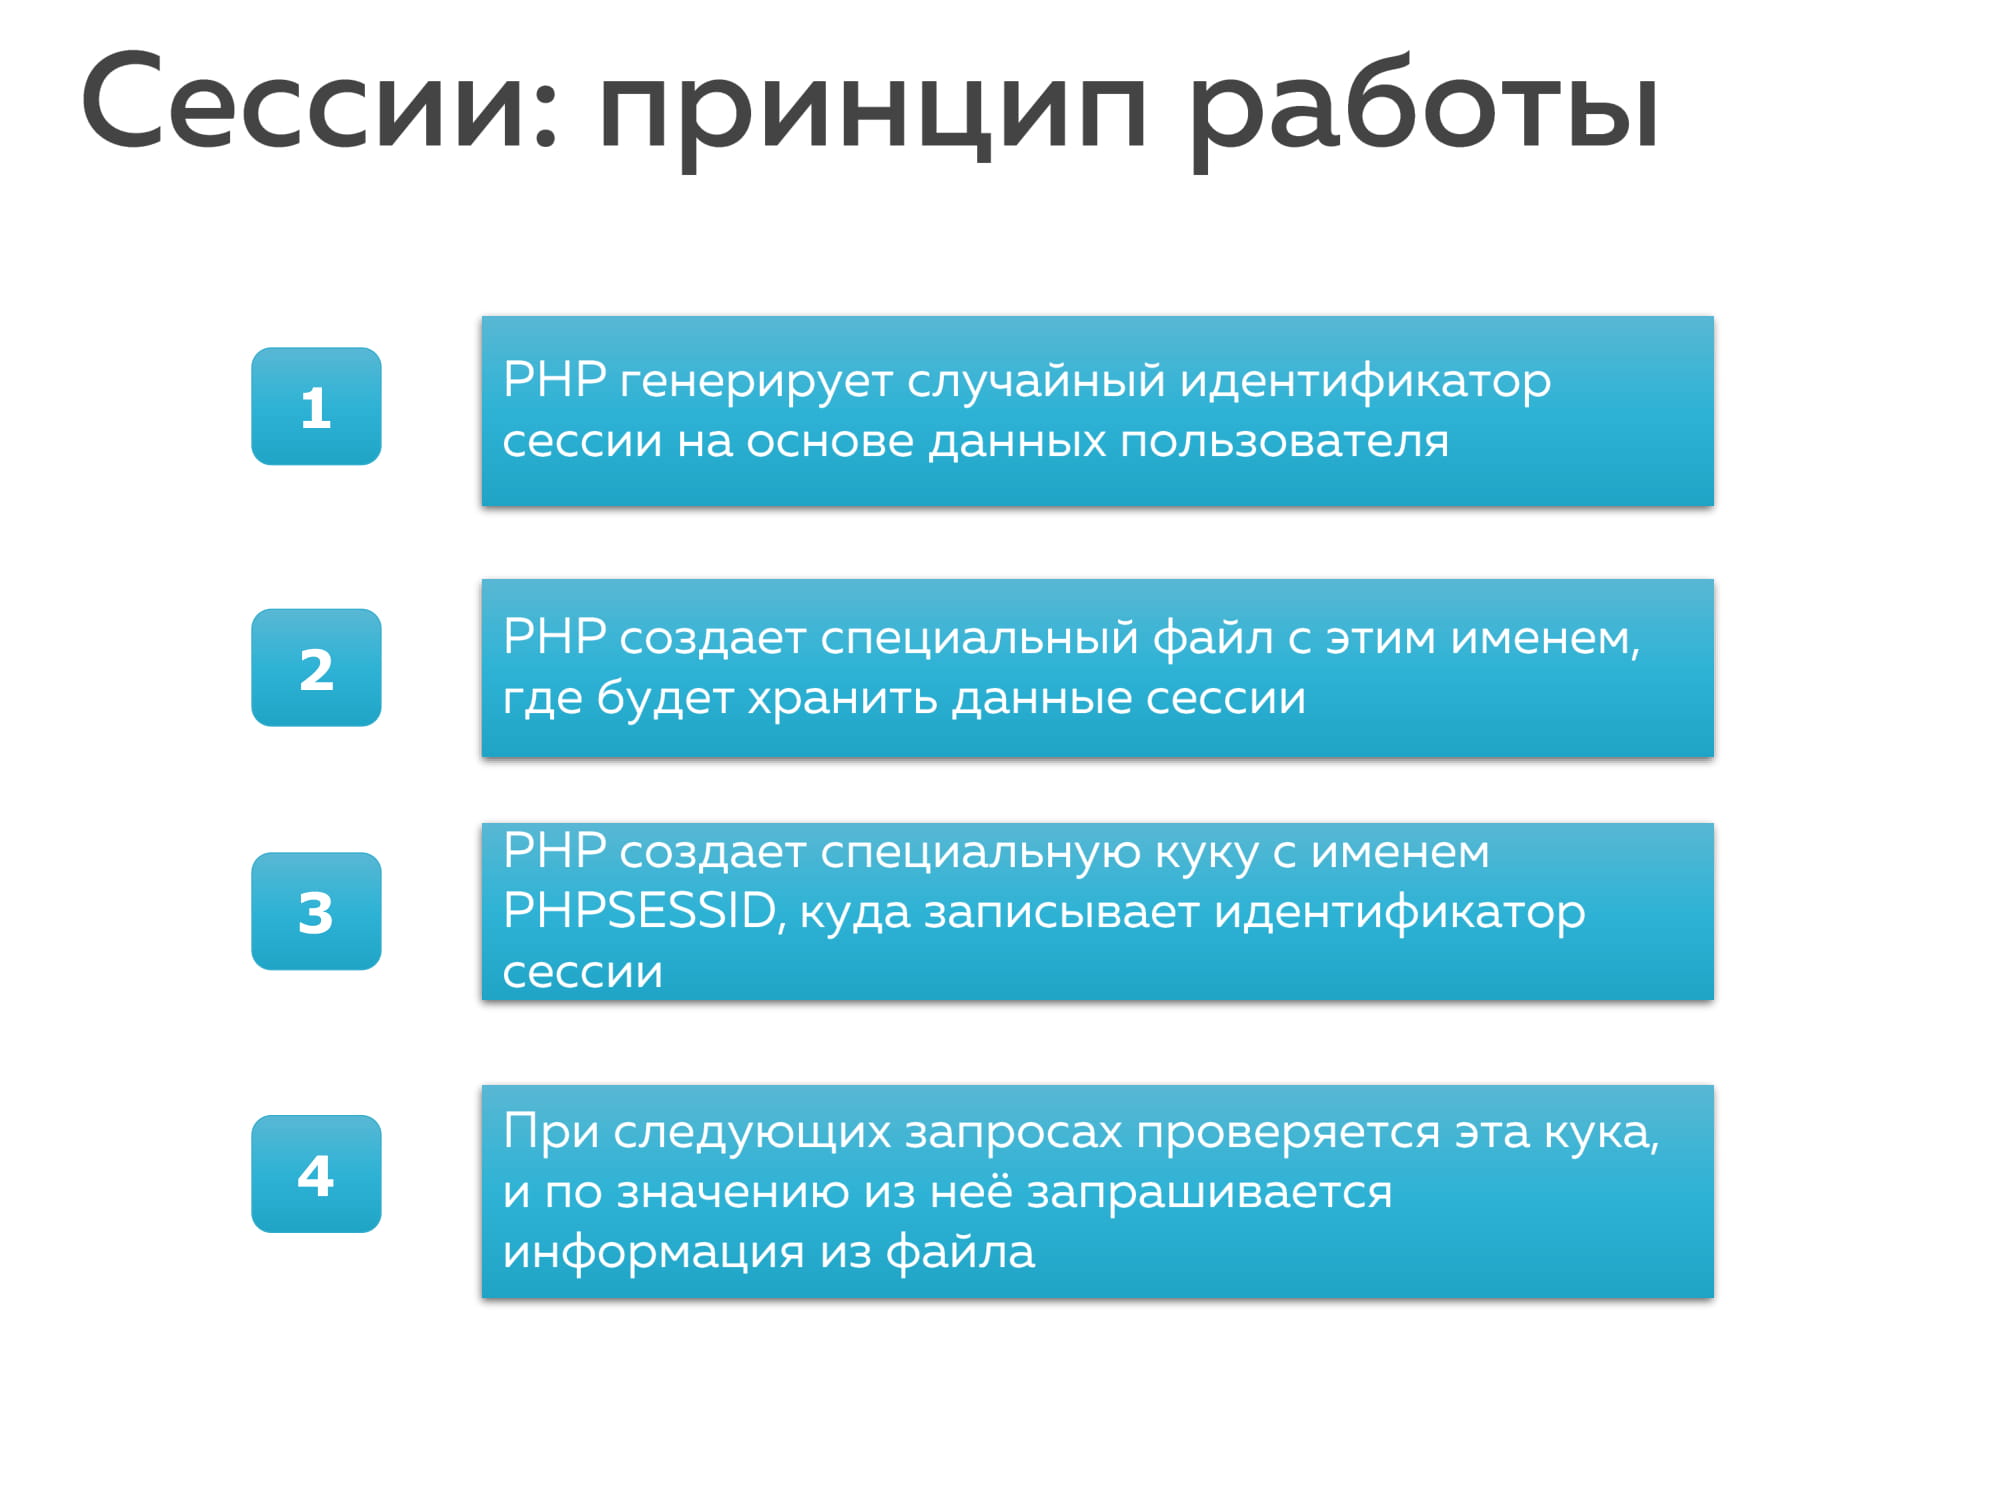 Сессии: принцип работы
1
PHP генерирует случайный идентификатор
сессии на основе данных пользователя
2
PHP создает специальный файл с этим именем,
где будет хранить данные сессии
3
PHP создает специальную куку с именем
PHPSESSID, куда записывает идентификатор
сессии
4
При следующих запросах проверяется эта кука,
и по значению из неё запрашивается
информация из файла